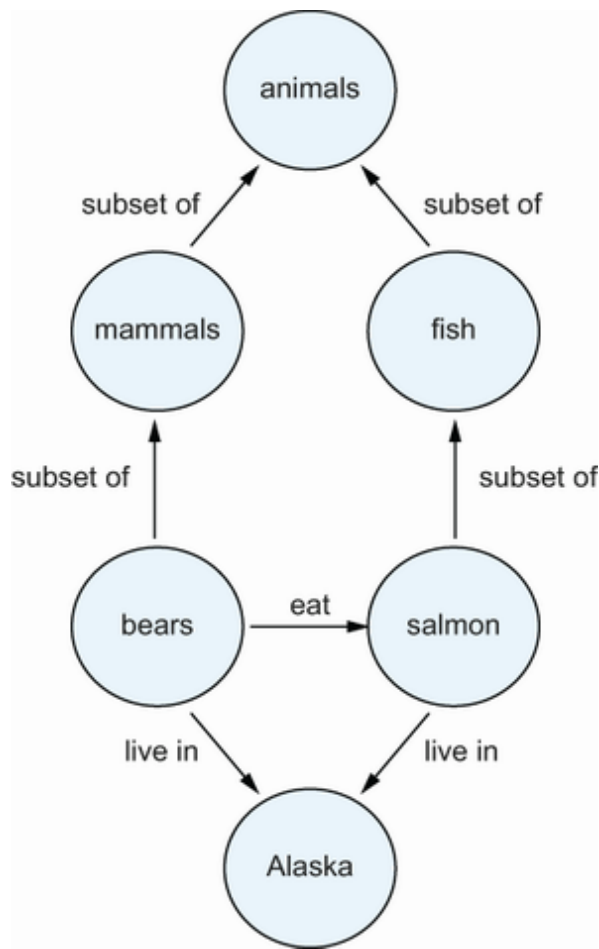 animals
subset of
subset of
mammals
fish
subset of
subset of
bears
eat
salmon
live in
live in
Alaska